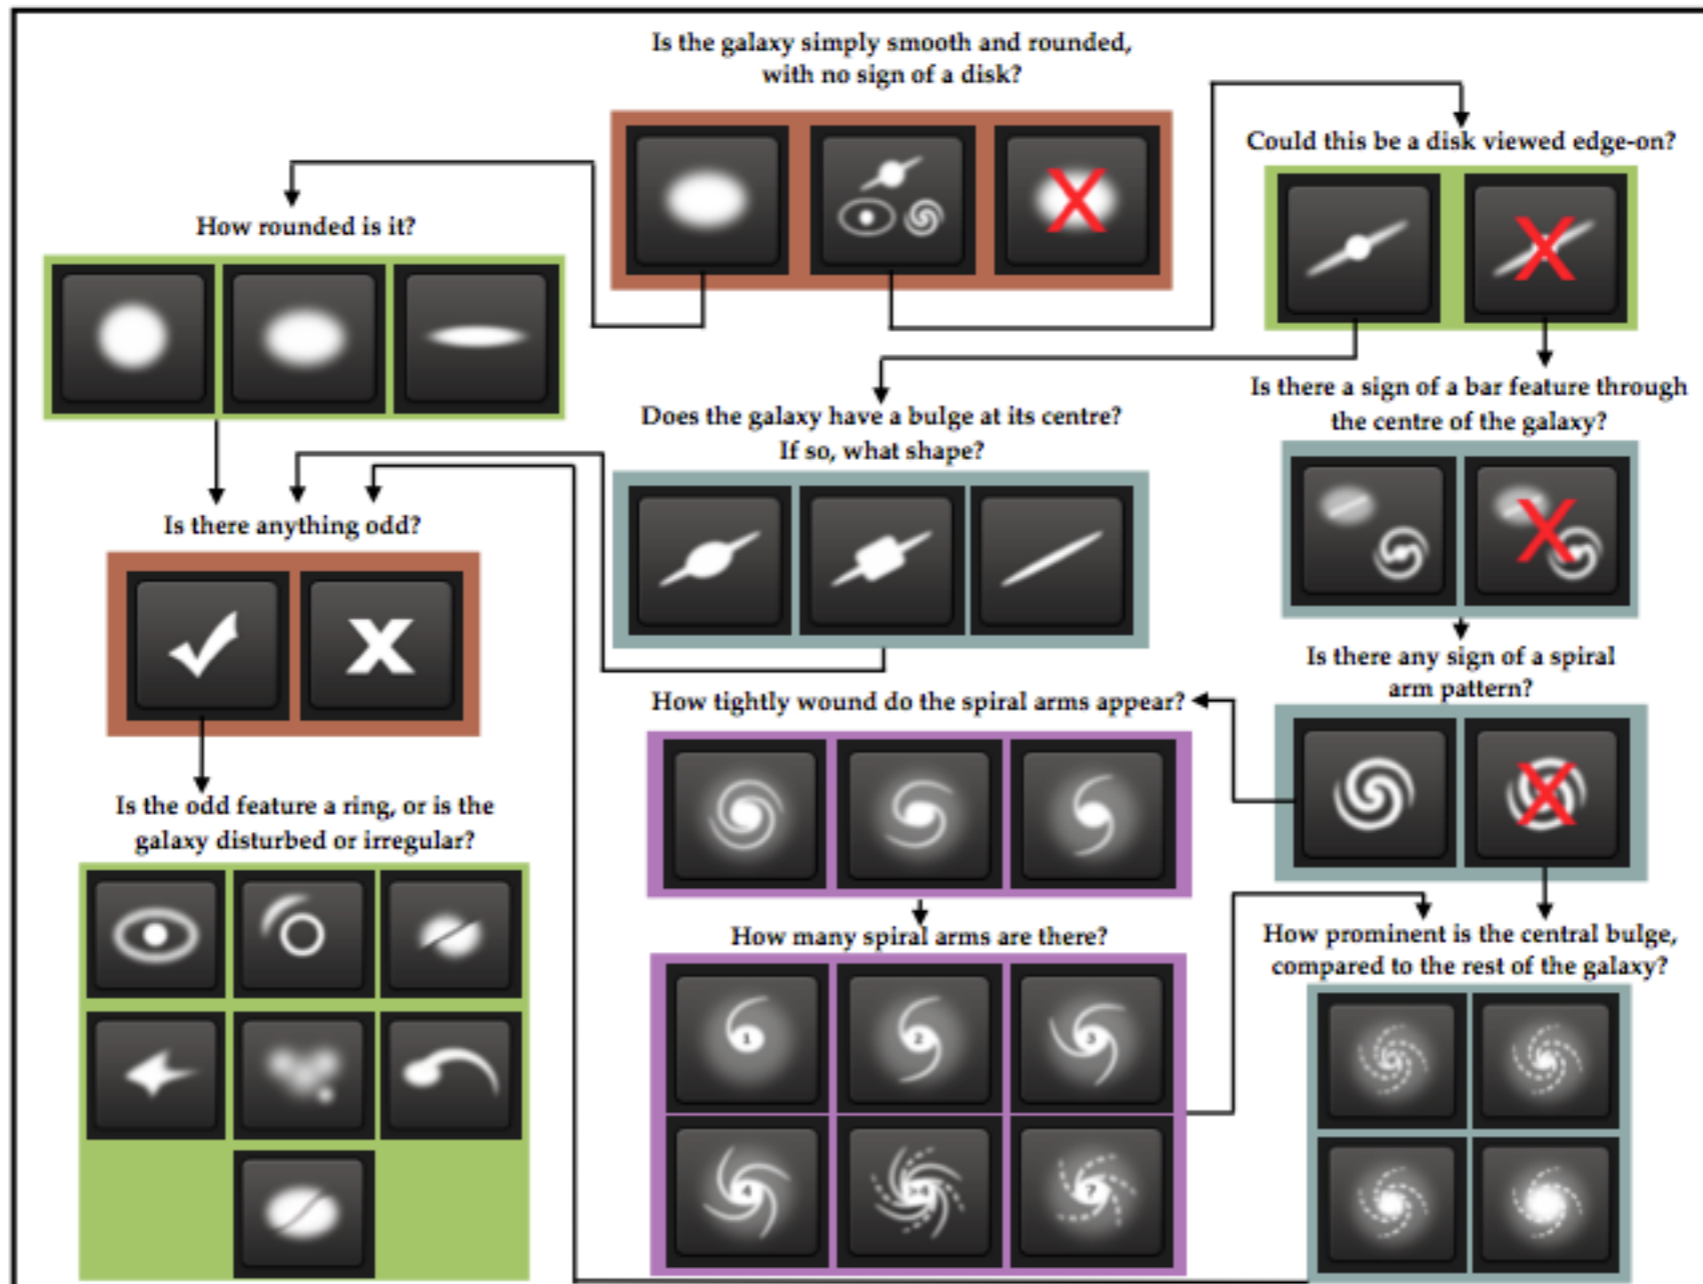 Is the galaxy simply smooth and rounded,
with no sign of a disk?
Could this be a disk viewed edge-on?
How rounded is it?
Is there a sign of a bar feature through
the centre of the galaxy?
Does the galaxy have a bulge at its centre?
If so, what shape?
Is there anything odd?
Is there any sign of a spiral
arm pattern?
How tightly wound do the spiral arms appear?
Is the odd feature a ring, or is the
galaxy disturbed or irregular?
How many spiral arms are there?
How prominent is the central bulge,
compared to the rest of the galaxy?
1
2
3
4
?